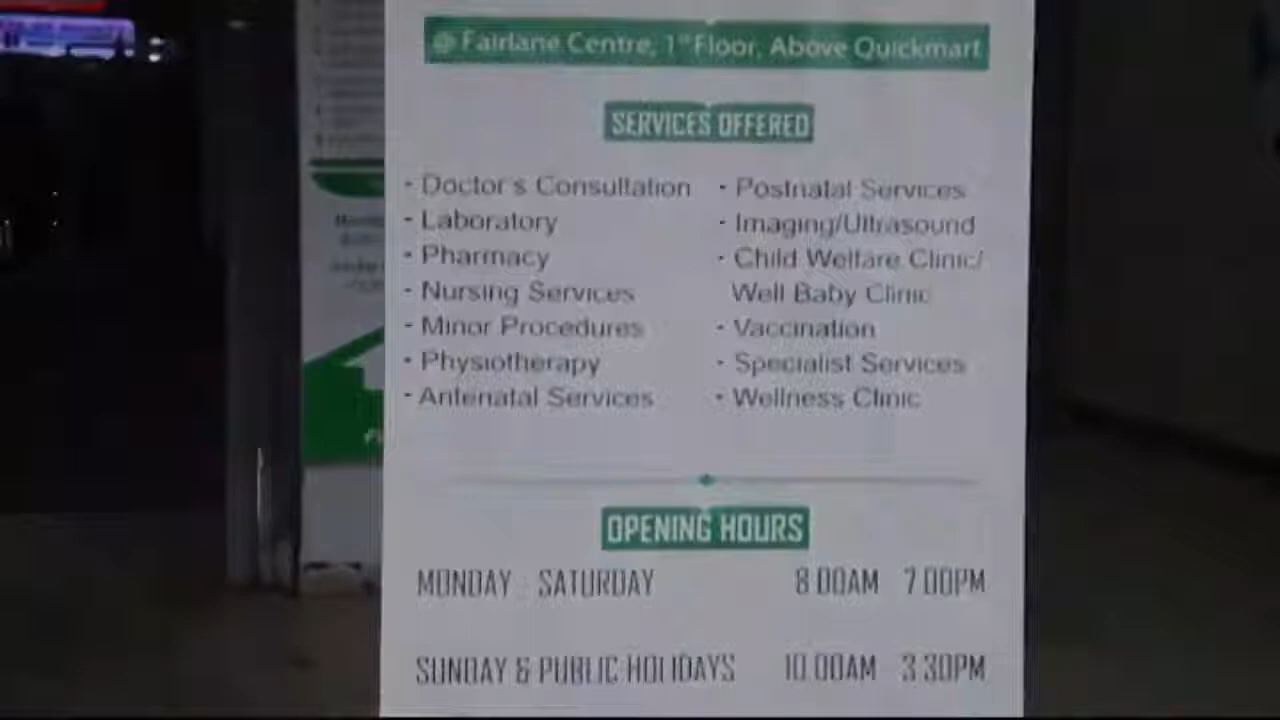 @ Fairlane Centre, 1st Floor, Above Quickmart
SERVICES OFFERED
- Doctor's Consultation
- Laboratory
- Pharmacy
- Nursing Services
- Minor Procedures
- Physiotherapy
- Antenatal Services
- Postnatal Services
- Imaging/Ultrasound
- Child Welfare Clinic/
Well Baby Clinic
- Vaccination
- Specialist Services
- Wellness Clinic
OPENING HOURS
MONDAY - SATURDAY 8.00AM 7.00PM
SUNDAY & PUBLIC HOLIDAYS 10.00AM 3.30PM